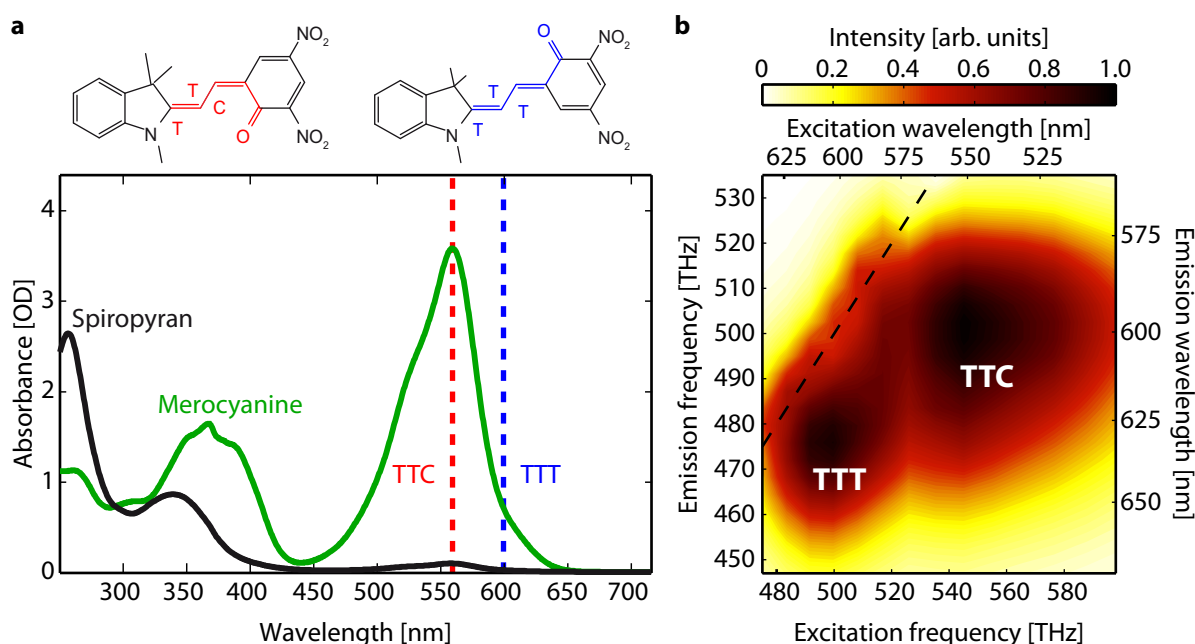 a
NO₂
NO₂
N
O
T
C
T
O
NO₂
NO₂
N
T
T
T
Absorbance [OD]
4
3
2
1
0
Spiropyran
Merocyanine
TTC
TTT
300 350 400 450 500 550 600 650 700
Wavelength [nm]
b
Intensity [arb. units]
0 0.2 0.4 0.6 0.8 1.0
Excitation wavelength [nm]
625 600 575 550 525
Emission frequency [THz]
530
520
510
500
490
480
470
460
450
TTT
TTC
575
600
625
650
Emission wavelength [nm]
480 500 520 540 560 580
Excitation frequency [THz]